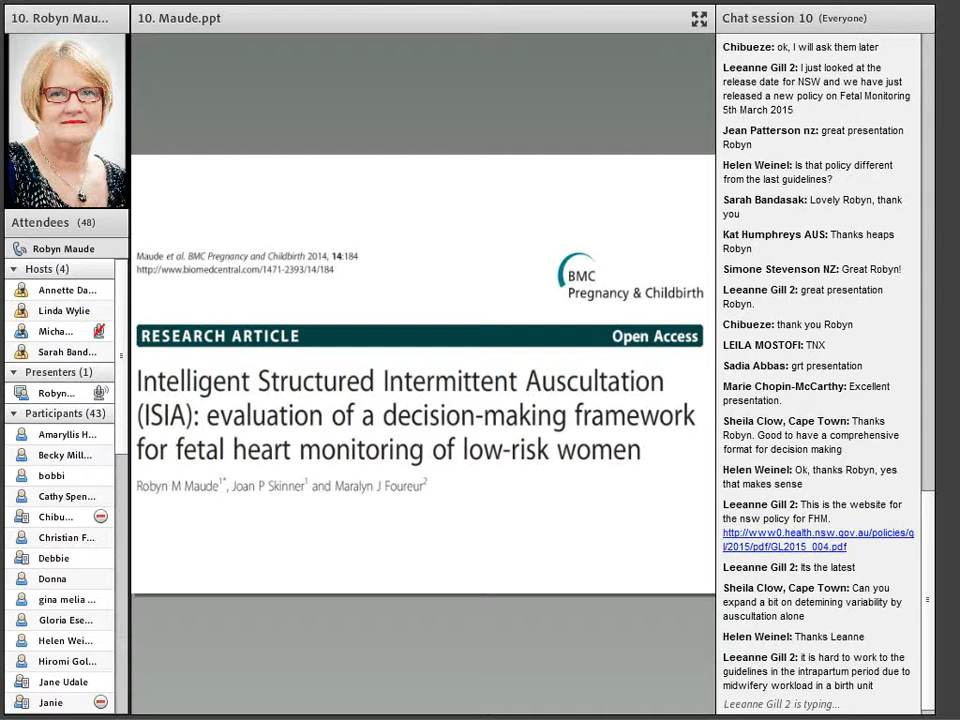 10. Robyn Mau...
Attendees (48)
Robyn Maude
Hosts (4)
Annette Da...
Linda Wylie
Micha...
Sarah Band...
Presenters (1)
Robyn...
Participants (43)
Amaryllis H...
Becky Mill...
bobbi
Cathy Spen...
Chibu...
Christian F...
Debbie
Donna
gina melia ...
Gloria Ese...
Helen Wei...
Hiromi Gol...
Jane Udale
Janie
10. Maude.ppt
Maude et al. BMC Pregnancy and Childbirth 2014, 14:184
http://www.biomedcentral.com/1471-2393/14/184
BMC
Pregnancy & Childbirth
RESEARCH ARTICLE Open Access
Intelligent Structured Intermittent Auscultation
(ISIA): evaluation of a decision-making framework
for fetal heart monitoring of low-risk women
Robyn M Maude1*, Joan P Skinner1 and Maralyn J Foureur2
Chat session 10 (Everyone)
Chibueze: ok, I will ask them later
Leeanne Gill 2: I just looked at the
release date for NSW and we have just
released a new policy on Fetal Monitoring
5th March 2015
Jean Patterson nz: great presentation
Robyn
Helen Weinel: Is that policy different
from the last guidelines?
Sarah Bandasak: Lovely Robyn, thank
you
Kat Humphreys AUS: Thanks heaps
Robyn
Simone Stevenson NZ: Great Robyn!
Leeanne Gill 2: great presentation
Robyn.
Chibueze: thank you Robyn
LEILA MOSTOFI: TNX
Sadia Abbas: grt presentation
Marie Chopin-McCarthy: Excellent
presentation.
Sheila Clow, Cape Town: Thanks
Robyn. Good to have a comprehensive
format for decision making
Helen Weinel: Ok, thanks Robyn, yes
that makes sense
Leeanne Gill 2: This is the website for
the nsw policy for FHM.
http://www0.health.nsw.gov.au/policies/g
l/2015/pdf/GL2015_004.pdf
Leeanne Gill 2: Its the latest
Sheila Clow, Cape Town: Can you
expand a bit on detemining variability by
auscultation alone
Helen Weinel: Thanks Leanne
Leeanne Gill 2: it is hard to work to the
guidelines in the intrapartum period due to
midwifery workload in a birth unit
Leeanne Gill 2 is typing...